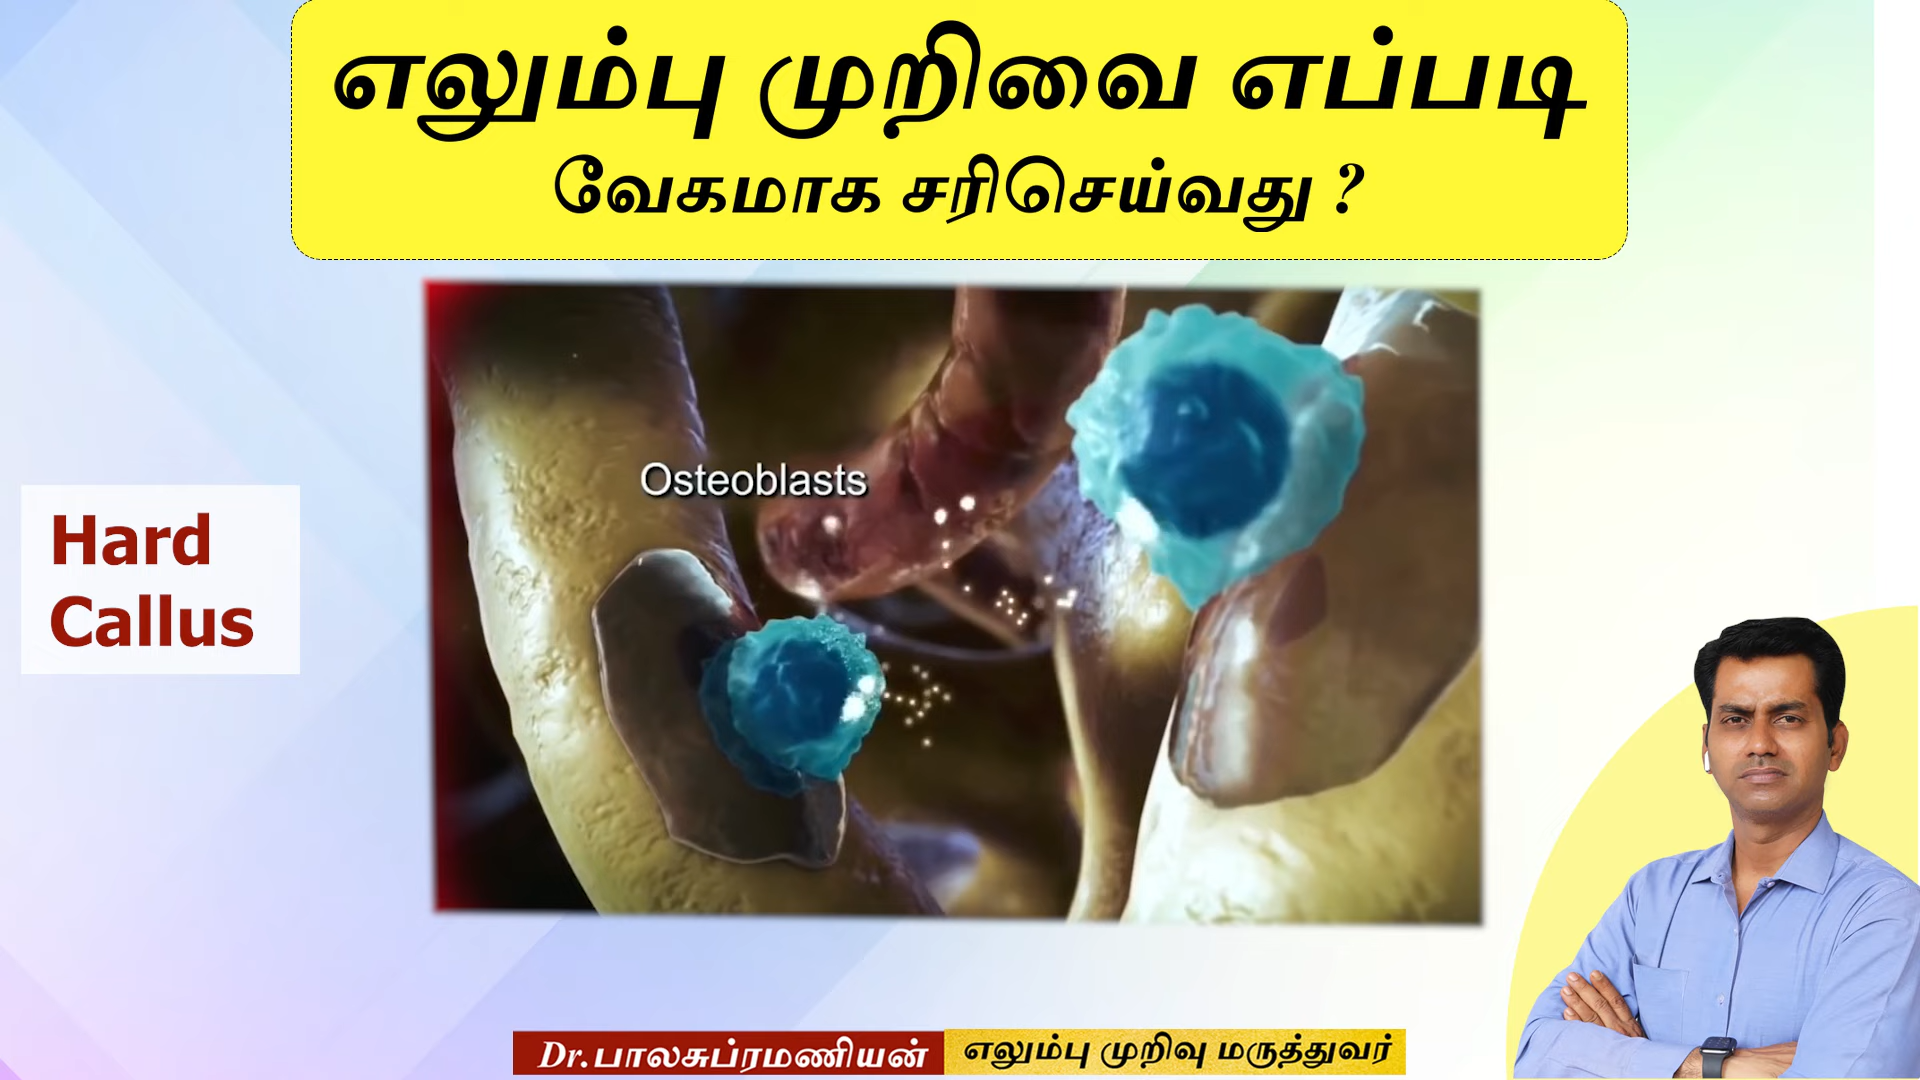 எலும்பு முறிவை எப்படி
வேகமாக சரிசெய்வது ?
Osteoblasts
Hard
Callus
Dr.பாலசுப்ரமணியன் எலும்பு முறிவு மருத்துவர்